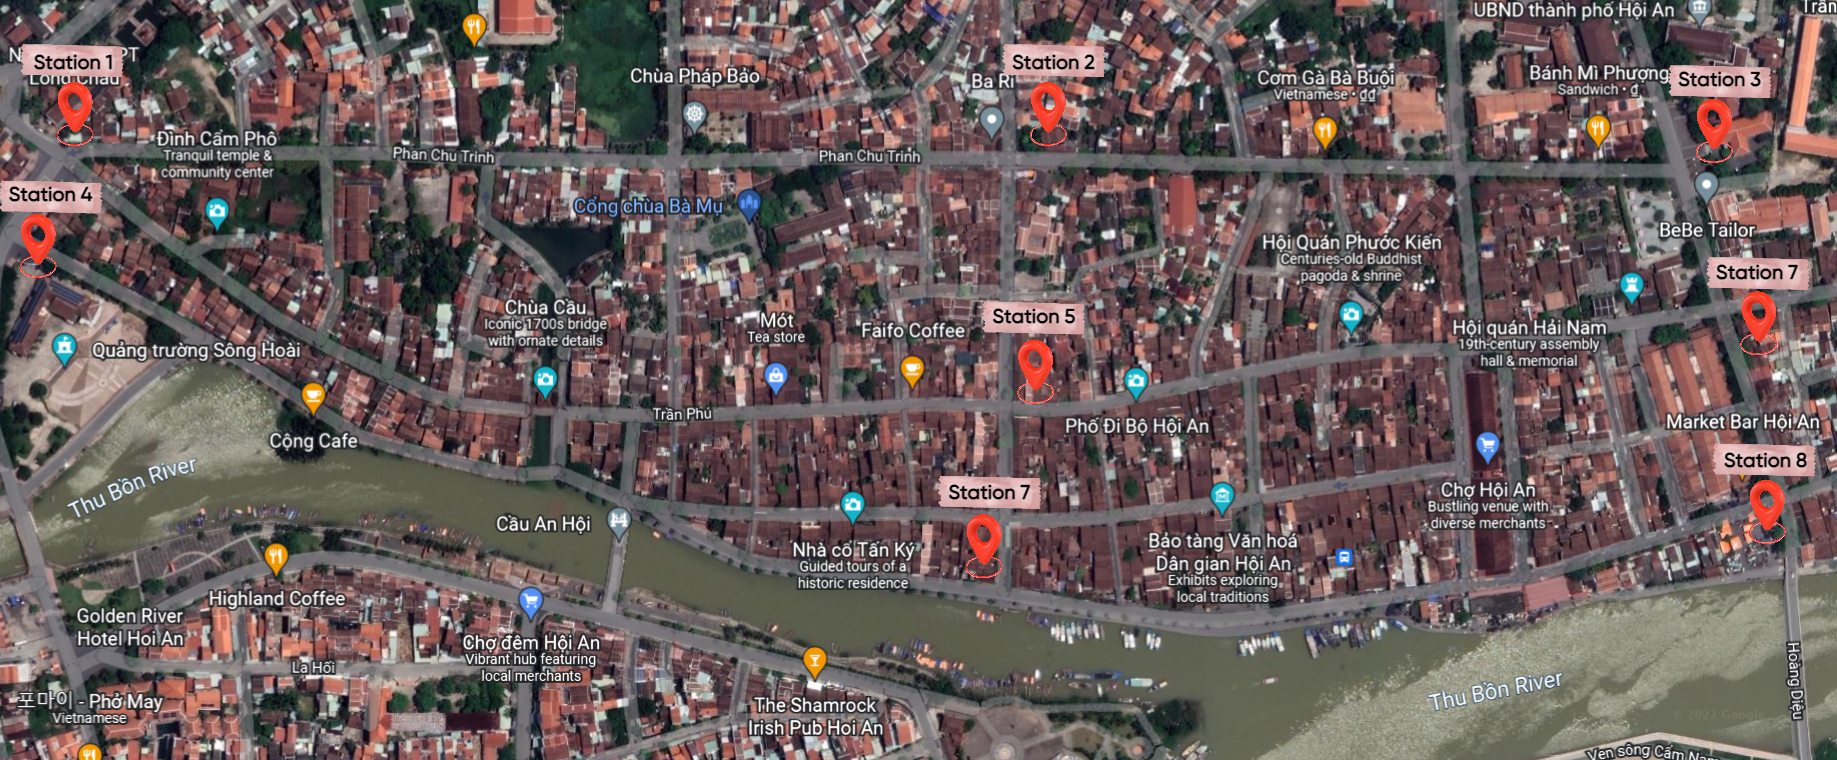 UBND thành phố Hội An
Station 1
Long Châu
Chùa Pháp Bảo
Ba Ri
Station 2
Cơm Gà Bà Buội
Vietnamese • ₫₫
Bánh Mì Phượng
Sandwich • ₫
Station 3
Đình Cẩm Phô
Tranquil temple &
community center
Phan Chu Trinh
Phan Chu Trinh
Station 4
Cổng chùa Bà Mụ
BeBe Tailor
Hội Quán Phước Kiến
Centuries-old Buddhist
pagoda & shrine
Station 7
Chùa Cầu
Iconic 1700s bridge
with ornate details
Mót
Tea store
Faifo Coffee
Station 5
Hội quán Hải Nam
19th-century assembly
hall & memorial
Quảng trường Sông Hoài
Cộng Cafe
Trần Phú
Phố Đi Bộ Hội An
Market Bar Hội An
Thu Bồn River
Station 7
Station 8
Chợ Hội An
Bustling venue with
diverse merchants
Cầu An Hội
Nhà cổ Tấn Ký
Guided tours of a
historic residence
Bảo tàng Văn hoá
Dân gian Hội An
Exhibits exploring
local traditions
Highland Coffee
Golden River
Hotel Hoi An
Chợ đêm Hội An
Vibrant hub featuring
local merchants
La Hối
Hoàng Diệu
포마이 - Phở May
Vietnamese
The Shamrock
Irish Pub Hoi An
Thu Bồn River
Ven sông Cẩm Nam